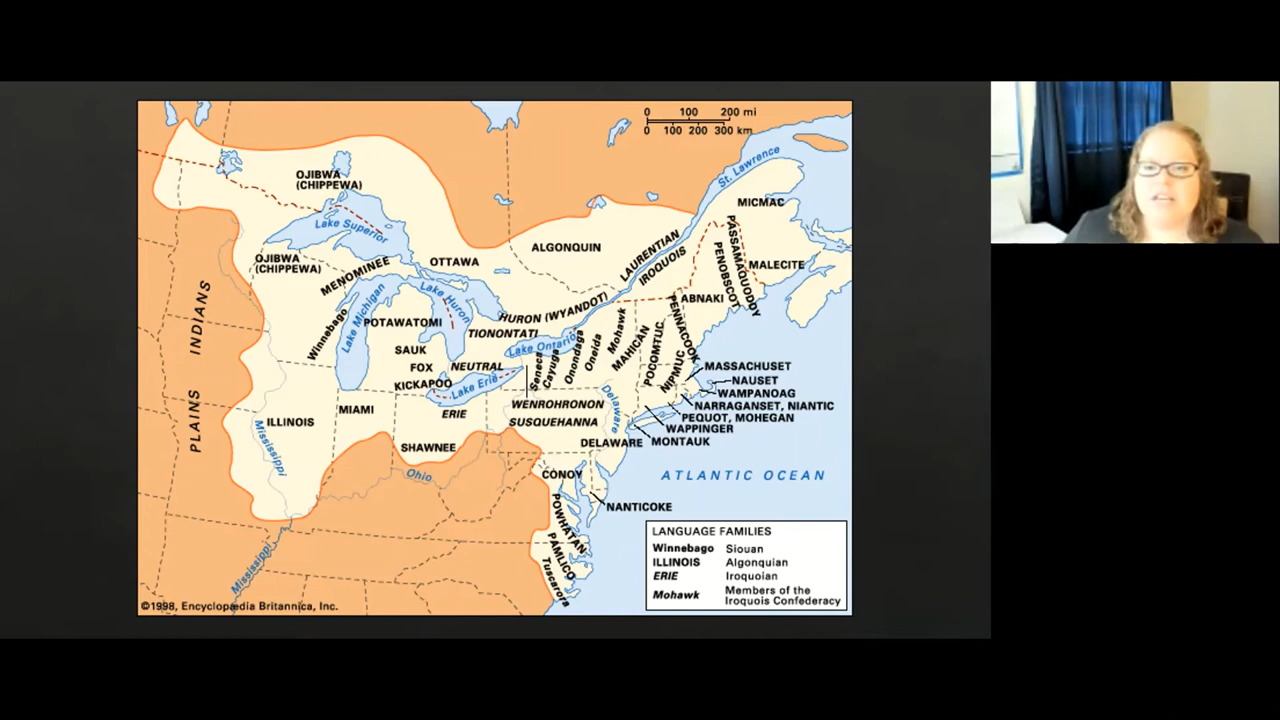 0 100 200 mi
0 100 200 300 km
St. Lawrence
OJIBWA
(CHIPPEWA)
MICMAC
Lake Superior
PASSAMAQUODDY
PENOBSCOT
ALGONQUIN
LAURENTIAN
IROQUOIS
OJIBWA
(CHIPPEWA)
MENOMINEE
OTTAWA
MALECITE
Lake Huron
ABNAKI
HURON (WYANDOT)
PLAINS INDIANS
Winnebago
Lake Michigan
POTAWATOMI
TIONONTATI
Lake Ontario
Mohawk
MAHICAN
POCOMTUC
PENNACOOK
NIPMUC
SAUK
FOX
KICKAPOO
NEUTRAL
Lake Erie
Seneca
Cayuga
Onondaga
Oneida
MASSACHUSET
NAUSET
WAMPANOAG
NARRAGANSET, NIANTIC
PEQUOT, MOHEGAN
WAPPINGER
MONTAUK
Delaware
ILLINOIS
MIAMI
ERIE
WENROHRONON
SUSQUEHANNA
Mississippi
SHAWNEE
DELAWARE
Ohio
CONOY
ATLANTIC OCEAN
NANTICOKE
POWHATAN
PAMLICO
Tuscarora
Mississippi
LANGUAGE FAMILIES
Winnebago Siouan
ILLINOIS Algonquian
ERIE Iroquoian
Mohawk Members of the
Iroquois Confederacy
©1998, Encyclopædia Britannica, Inc.